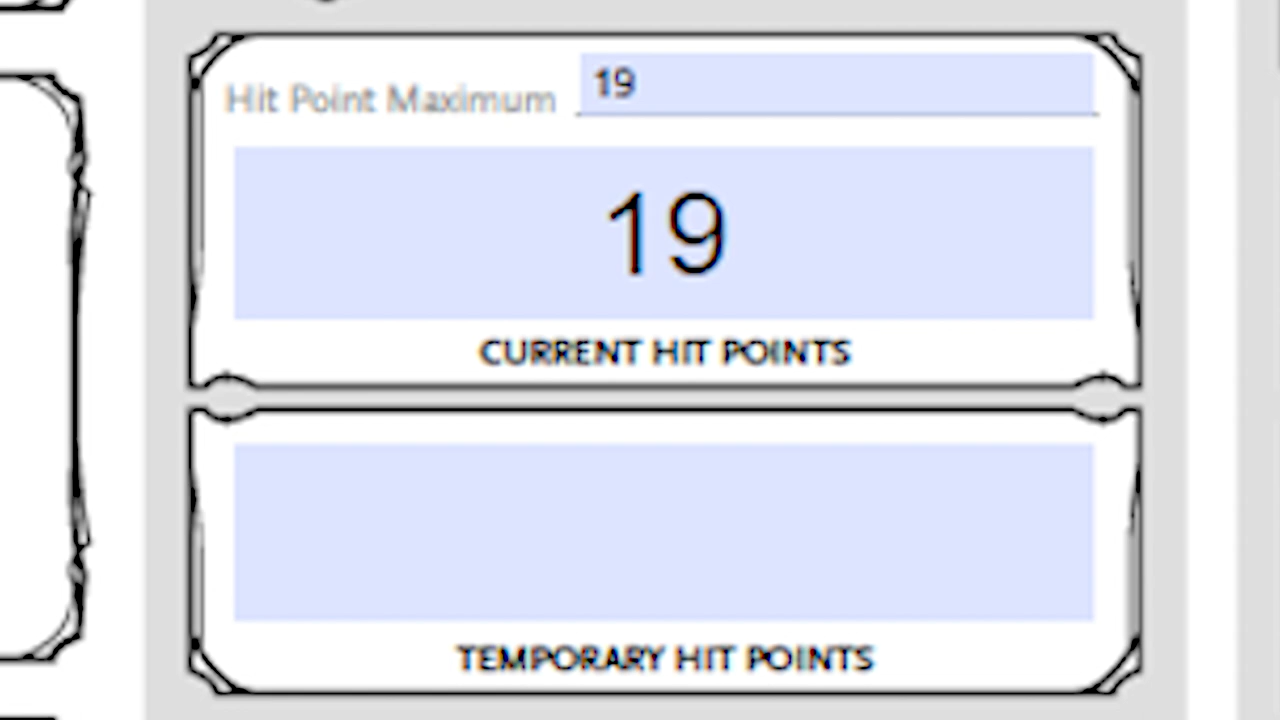 Hit Point Maximum 19
19
CURRENT HIT POINTS
TEMPORARY HIT POINTS